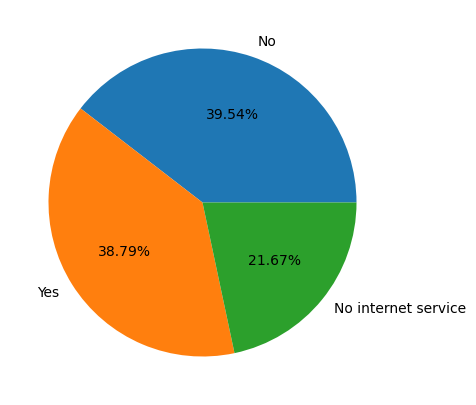 No
39.54%
38.79%
21.67%
Yes
No internet service